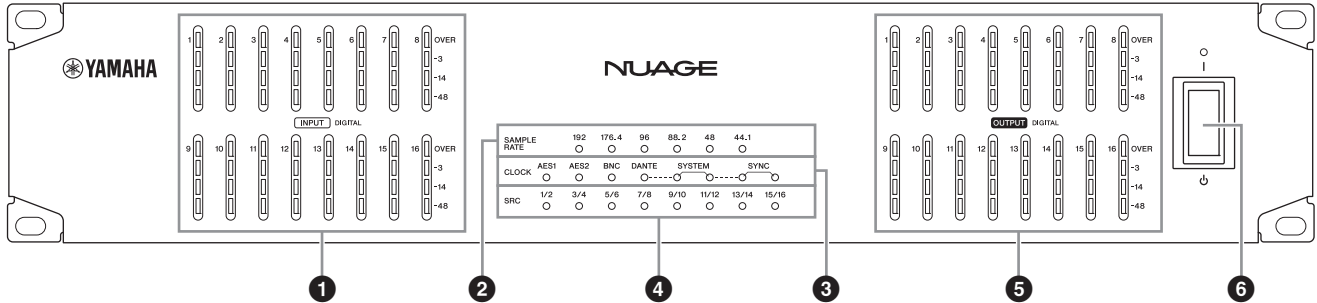 YAMAHA
NUAGE
1 2 3 4 5 6 7 8 OVER
-3
-14
-48
INPUT DIGITAL
9 10 11 12 13 14 15 16 OVER
-3
-14
-48
SAMPLE RATE 192 176.4 96 88.2 48 44.1
CLOCK AES1 AES2 BNC DANTE SYSTEM SYNC
SRC 1/2 3/4 5/6 7/8 9/10 11/12 13/14 15/16
1 2 3 4 5 6 7 8 OVER
-3
-14
-48
OUTPUT DIGITAL
9 10 11 12 13 14 15 16 OVER
-3
-14
-48
1 2 4 3 5 6